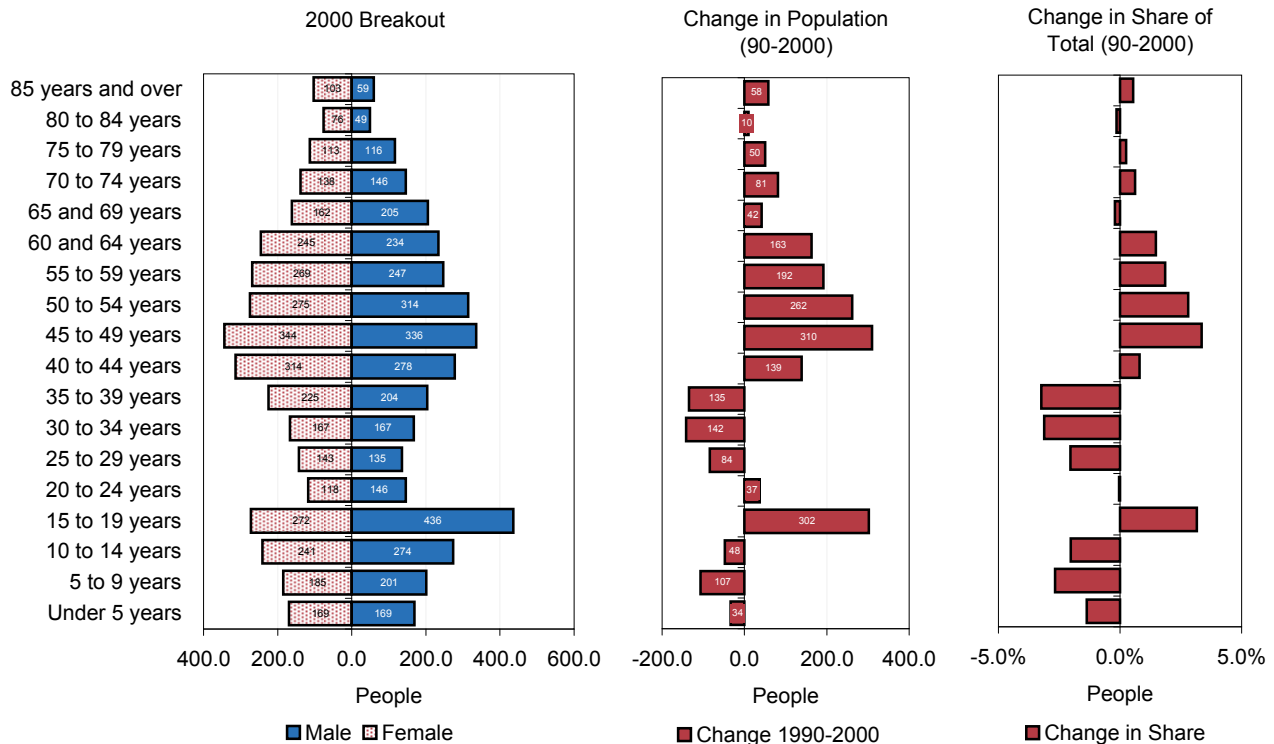 2000 Breakout
Change in Population
(90-2000)
Change in Share of
Total (90-2000)
85 years and over 103 59 58
80 to 84 years 76 49 10
75 to 79 years 113 116 50
70 to 74 years 138 146 81
65 and 69 years 162 205 42
60 and 64 years 245 234 163
55 to 59 years 269 247 192
50 to 54 years 275 314 262
45 to 49 years 344 336 310
40 to 44 years 314 278 139
35 to 39 years 225 204 135
30 to 34 years 167 167 142
25 to 29 years 143 135 84
20 to 24 years 118 146 37
15 to 19 years 272 436 302
10 to 14 years 241 274 48
5 to 9 years 185 201 107
Under 5 years 169 169 34
400.0 200.0 0.0 200.0 400.0 600.0 -200.0 0.0 200.0 400.0 -5.0% 0.0% 5.0%
People People People
Male Female Change 1990-2000 Change in Share